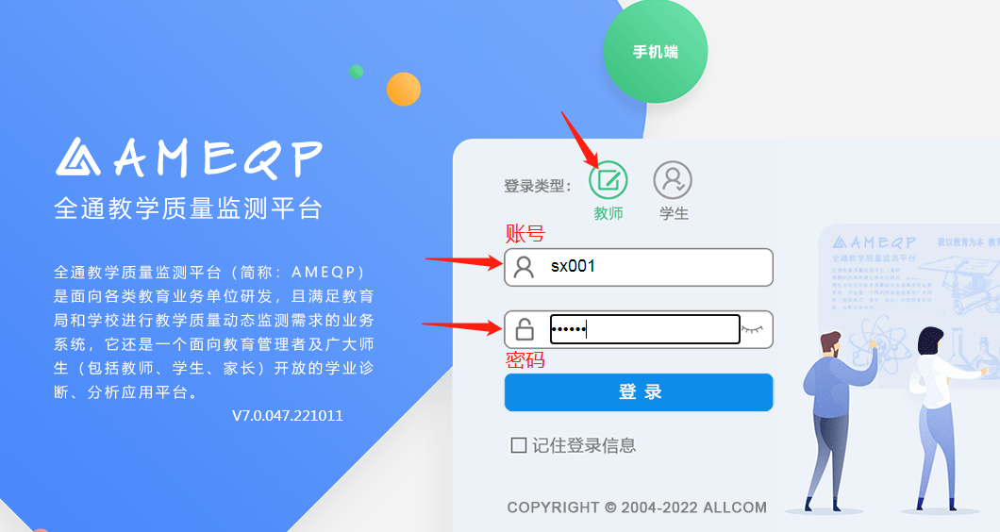 手机端
AMEQP
全通教学质量监测平台
全通教学质量监测平台（简称：AMEQP）
是面向各类教育业务单位研发，且满足教育
局和学校进行教学质量动态监测需求的业务
系统，它还是一个面向教育管理者及广大师
生（包括教师、学生、家长）开放的学业诊
断、分析应用平台。
V7.0.047.221011
登录类型：
教师
学生
账号
sx001
••••••
密码
登 录
记住登录信息
COPYRIGHT © 2004-2022 ALLCOM
AMEQP
全通教学质量监测平台
我以教育为本